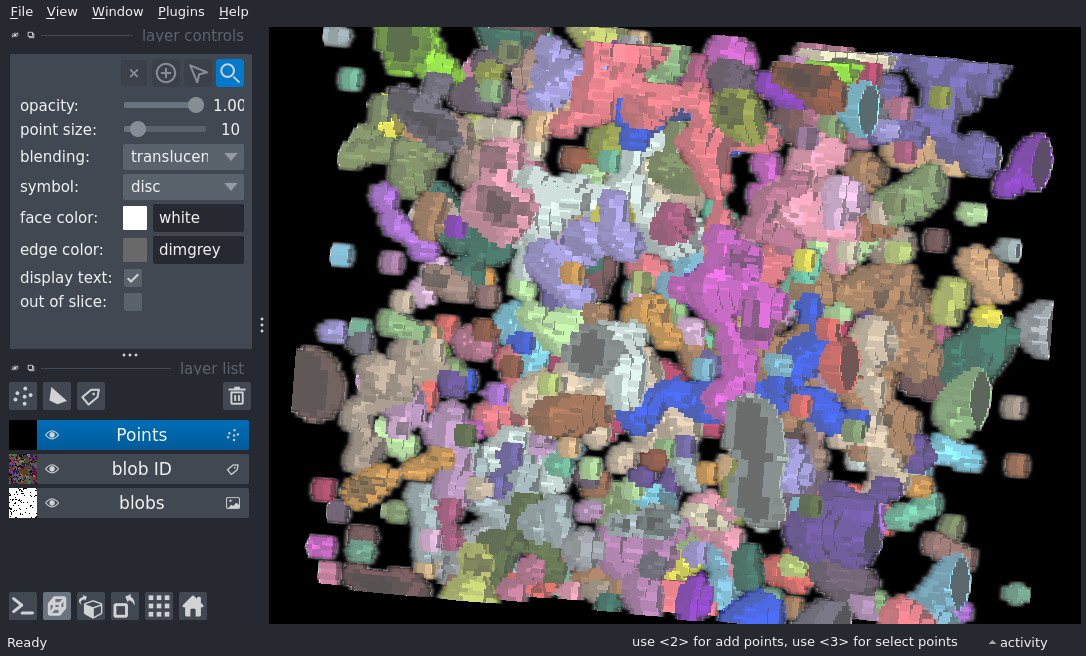 File View Window Plugins Help
layer controls
opacity: 1.00
point size: 10
blending: translucen
symbol: disc
face color: white
edge color: dimgrey
display text:
out of slice:
layer list
Points
blob ID
blobs
Ready
use <2> for add points, use <3> for select points
activity